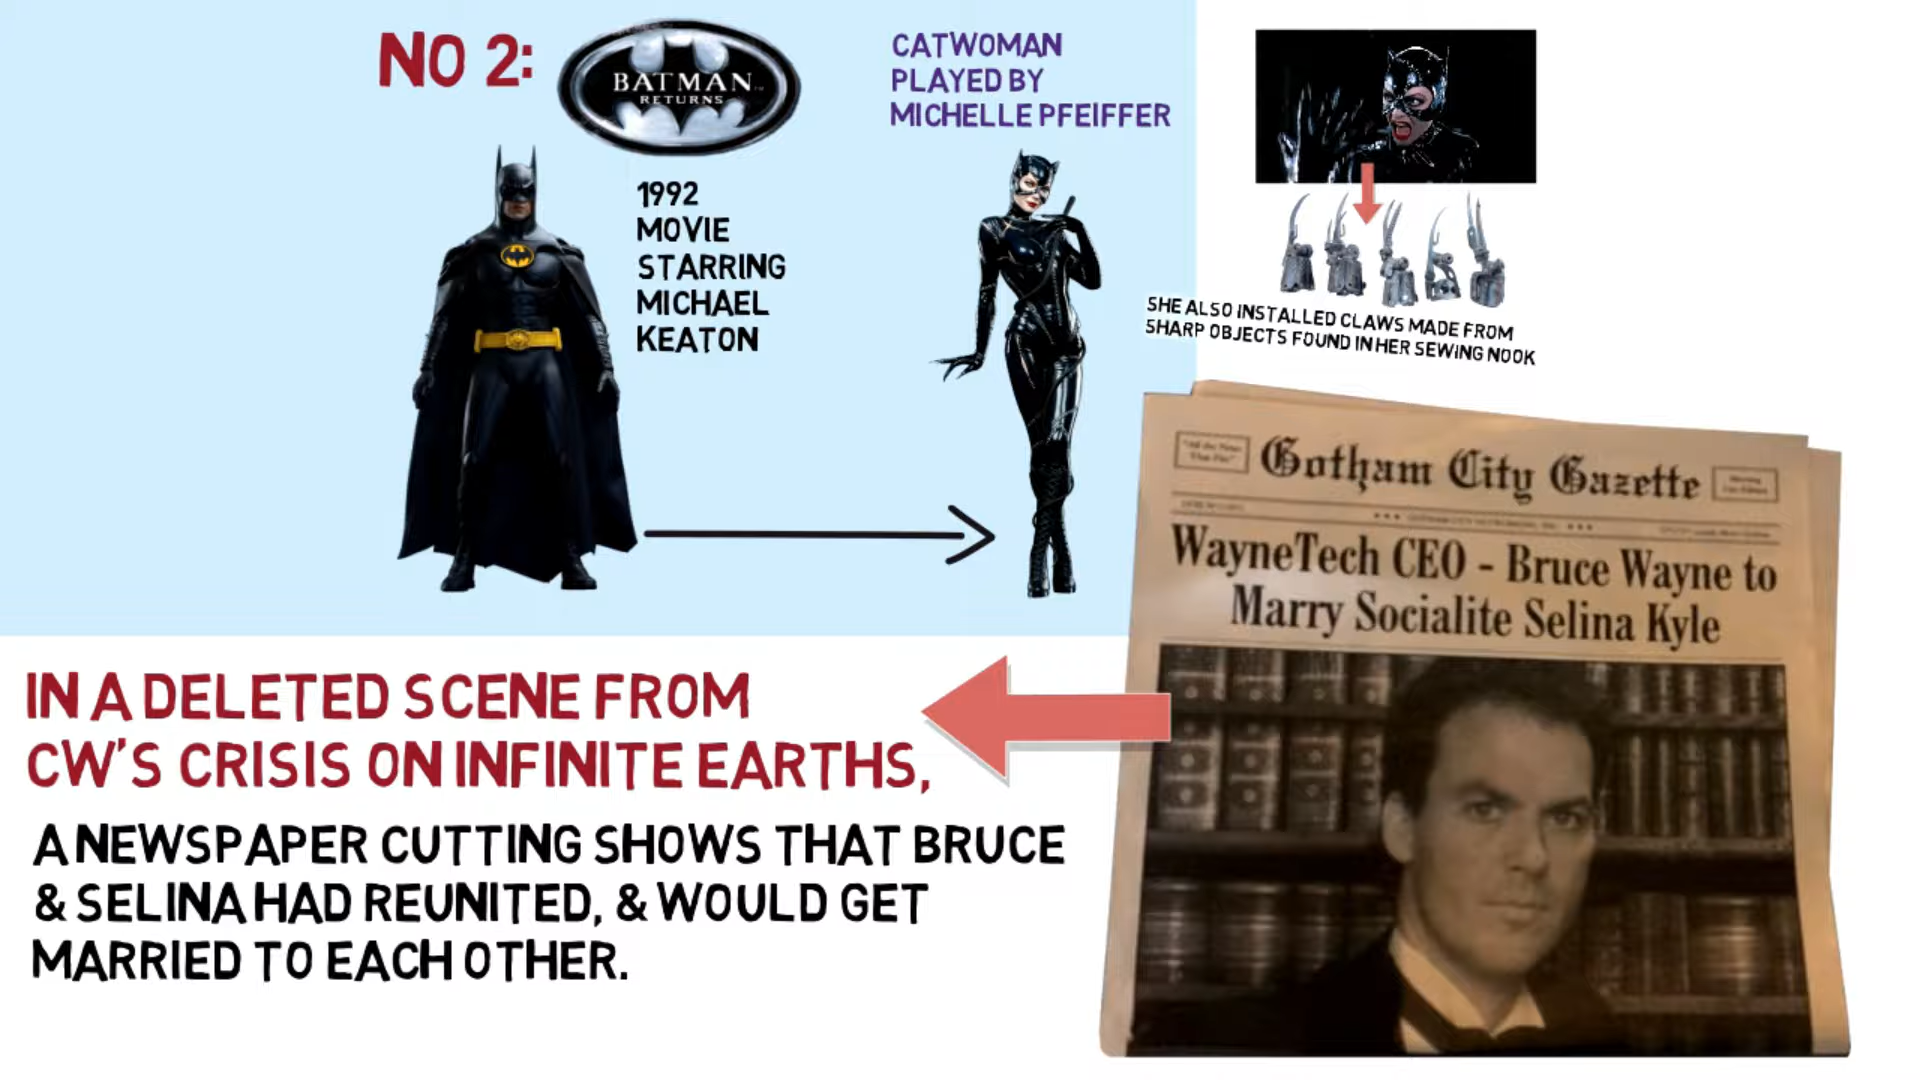 NO 2:
BATMAN
RETURNS
1992
MOVIE
STARRING
MICHAEL
KEATON
CATWOMAN
PLAYED BY
MICHELLE PFEIFFER
SHE ALSO INSTALLED CLAWS MADE FROM
SHARP OBJECTS FOUND IN HER SEWING NOOK
Gotham City Gazette
WayneTech CEO - Bruce Wayne to
Marry Socialite Selina Kyle
IN A DELETED SCENE FROM
CW'S CRISIS ON INFINITE EARTHS,
A NEWSPAPER CUTTING SHOWS THAT BRUCE
& SELINA HAD REUNITED, & WOULD GET
MARRIED TO EACH OTHER.